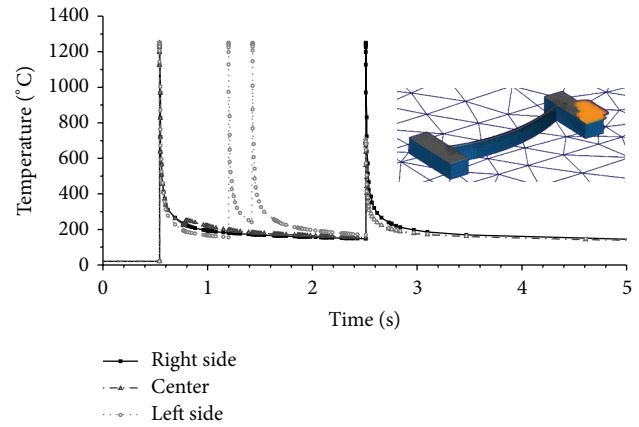 1400
1200
1000
800
600
400
200
0
Temperature (°C)
0 1 2 3 4 5
Time (s)
Right side
Center
Left side